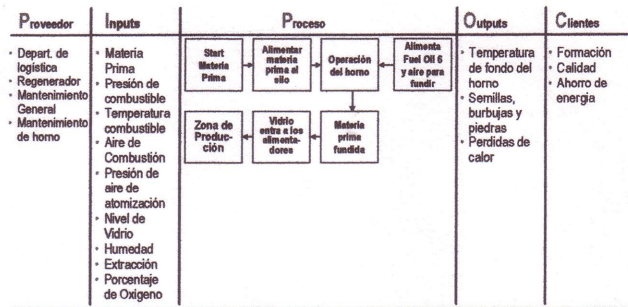 Proveedor
Inputs
Proceso
Outputs
Clientes
• Depart. de
logística
• Regenerador
• Mantenimiento
General
• Mantenimiento
de horno
• Materia
Prima
• Presión de
combustible
• Temperatura
combustible
• Aire de
Combustión
• Presión de
aire de
atomización
• Nivel de
Vidrio
• Humedad
• Extracción
• Porcentaje
de Oxigeno
Start
Materia
Prima
Alimentar
materia
prima al
silo
Operación
del horno
Alimenta
Fuel Oil 6
y aire para
fundir
Zona de
Produc-
ción
Vidrio
entra a los
alimenta-
dores
Materia
prima
fundida
• Temperatura
de fondo del
horno
• Semillas,
burbujas y
piedras
• Perdidas de
calor
• Formación
• Calidad
• Ahorro de
energia